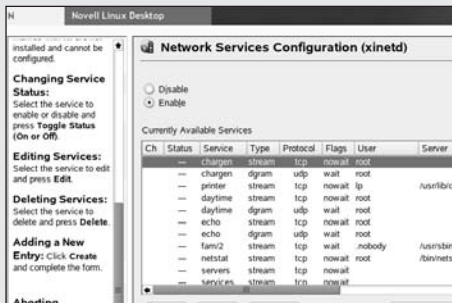 N
Novell Linux Desktop
installed and cannot be
configured.
Changing Service
Status:
Select the service to
enable or disable and
press Toggle Status
(On or Off).
Editing Services:
Select the service to edit
and press Edit.
Deleting Services:
Select the service to
delete and press Delete.
Adding a New
Entry: Click Create
and complete the form.
Network Services Configuration (xinetd)
Disable
Enable
Currently Available Services
Ch Status Service Type Protocol Flags User Server
--- chargen stream tcp nowait root
--- chargen dgram udp wait root
--- printer stream tcp nowait lp /usr/lib/c
--- daytime stream tcp nowait root
--- daytime dgram udp wait root
--- echo stream tcp nowait root
--- echo dgram udp wait root
--- fam/2 stream tcp wait .nobody /usr/sbin
--- netstat stream tcp nowait root /bin/nets
--- servers stream tcp nowait
--- services stream tcp nowait